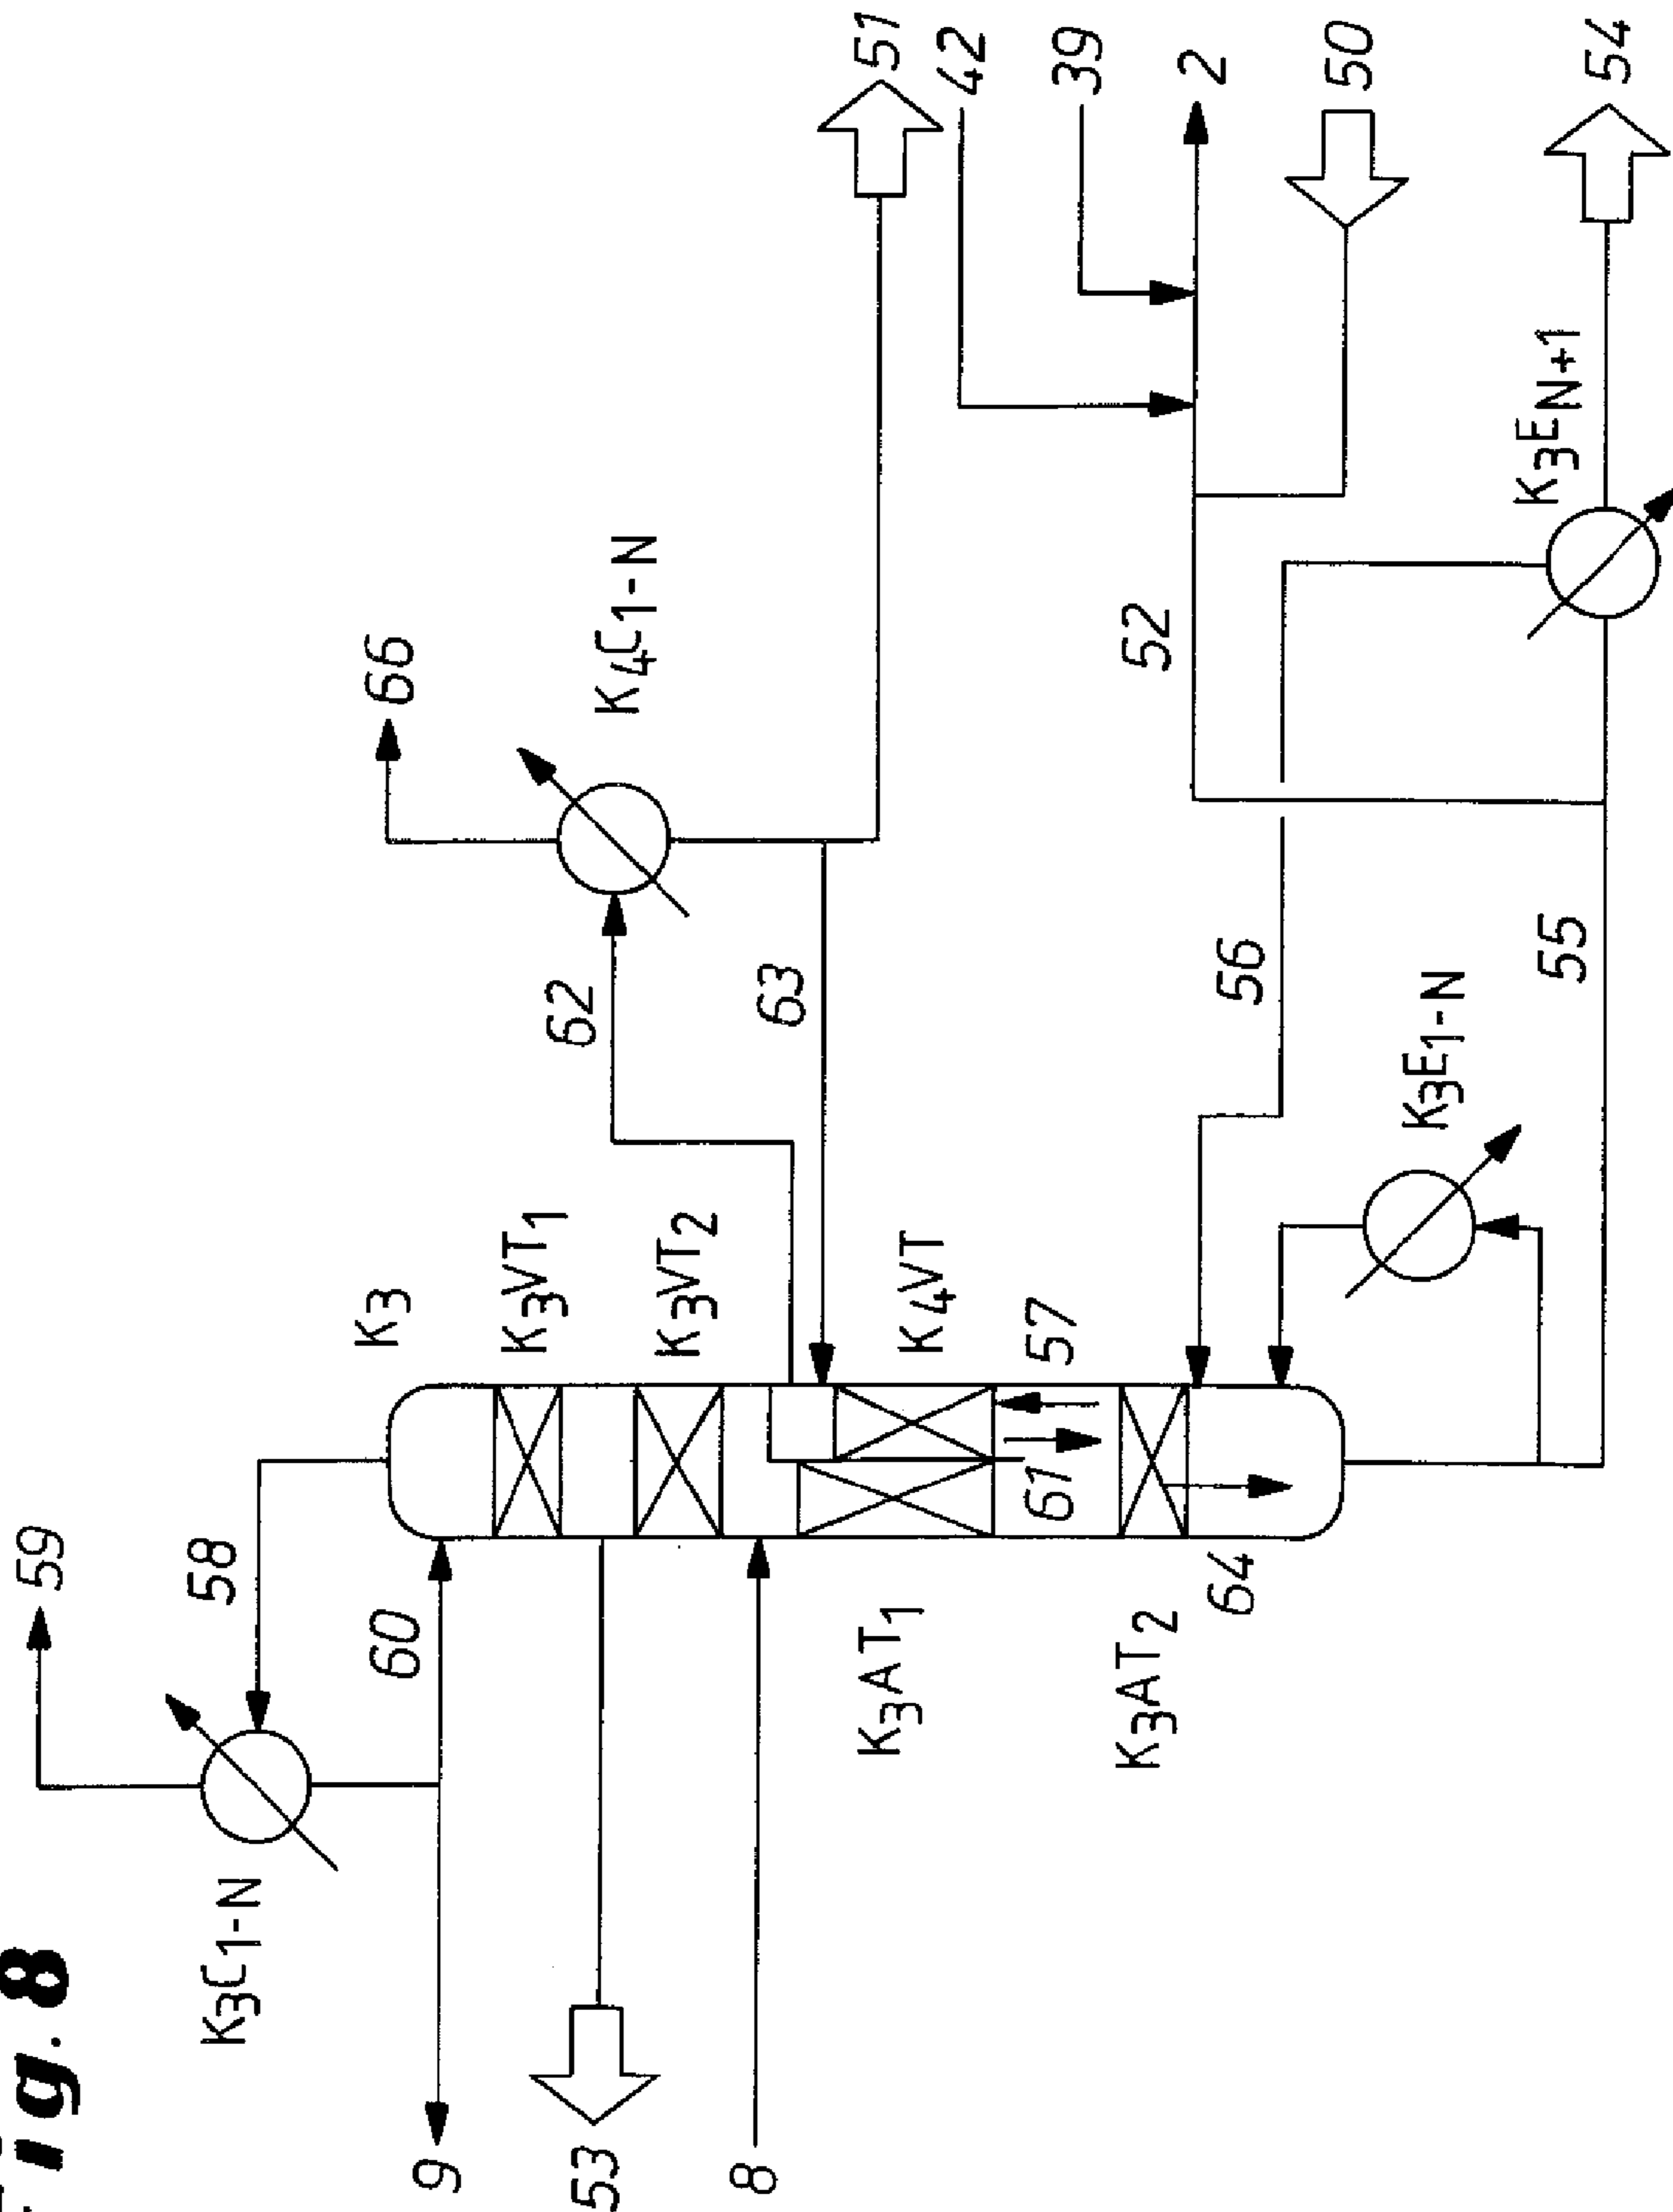 Fig. 8
59
58
K₃C₁₋N
60
9
53
8
K₃
K₃VT₁
K₃VT₂
K₄VT
K₃AT₁
K₃AT₂
57
61
64
66
K₄C₁₋N
62
63
51
42
39
2
50
52
56
K₃E₁₋N
55
K₃EN+1
54